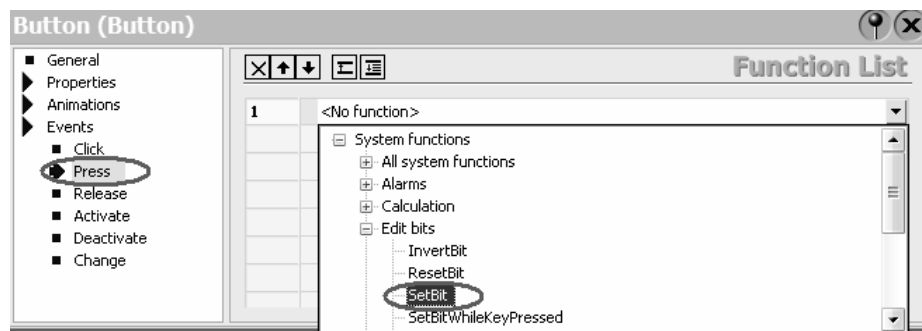 Button (Button)
General
Properties
Animations
Events
Click
Press
Release
Activate
Deactivate
Change
Function List
1 <No function>
System functions
All system functions
Alarms
Calculation
Edit bits
InvertBit
ResetBit
SetBit
SetBitWhileKeyPressed